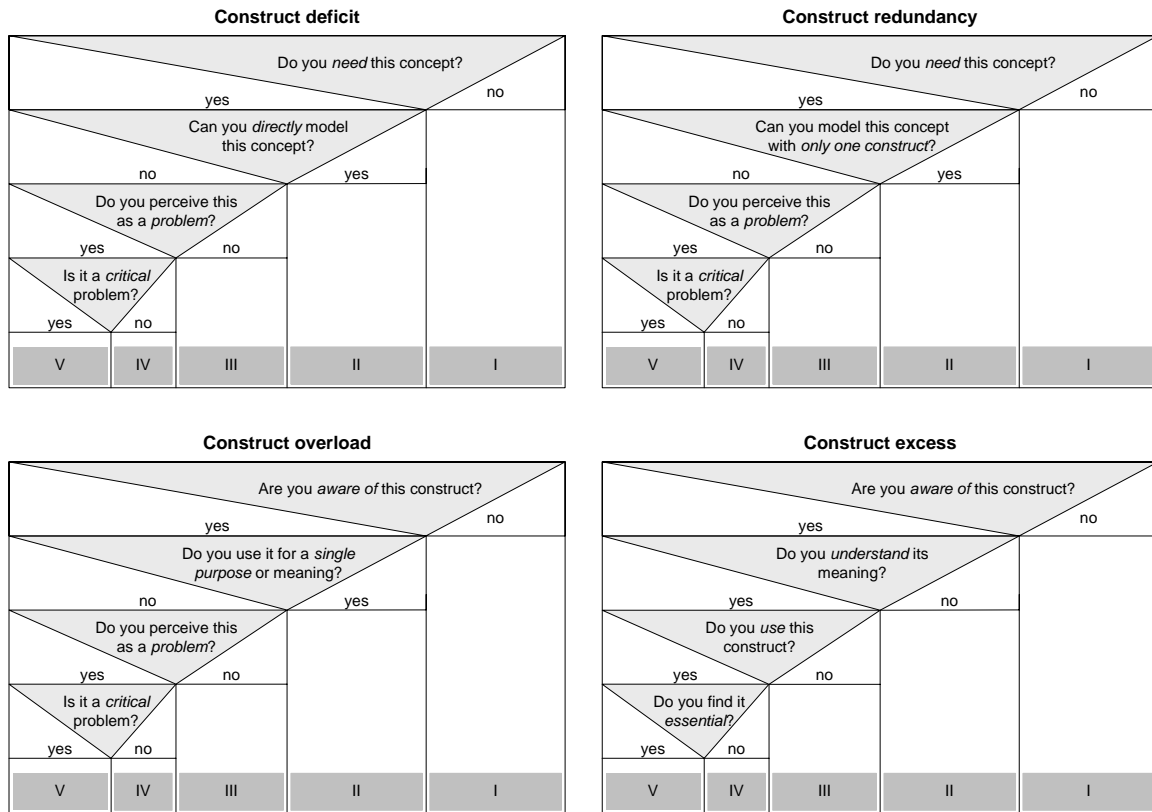 Construct deficit
Do you need this concept?
no
yes
Can you directly model
this concept?
no
yes
Do you perceive this
as a problem?
yes
no
Is it a critical
problem?
yes
no
V
IV
III
II
I
Construct redundancy
Do you need this concept?
no
yes
Can you model this concept
with only one construct?
no
yes
Do you perceive this
as a problem?
yes
no
Is it a critical
problem?
yes
no
V
IV
III
II
I
Construct overload
Are you aware of this construct?
no
yes
Do you use it for a single
purpose or meaning?
no
yes
Do you perceive this
as a problem?
yes
no
Is it a critical
problem?
yes
no
V
IV
III
II
I
Construct excess
Are you aware of this construct?
no
yes
Do you understand its
meaning?
yes
no
Do you use this
construct?
yes
no
Do you find it
essential?
yes
no
V
IV
III
II
I